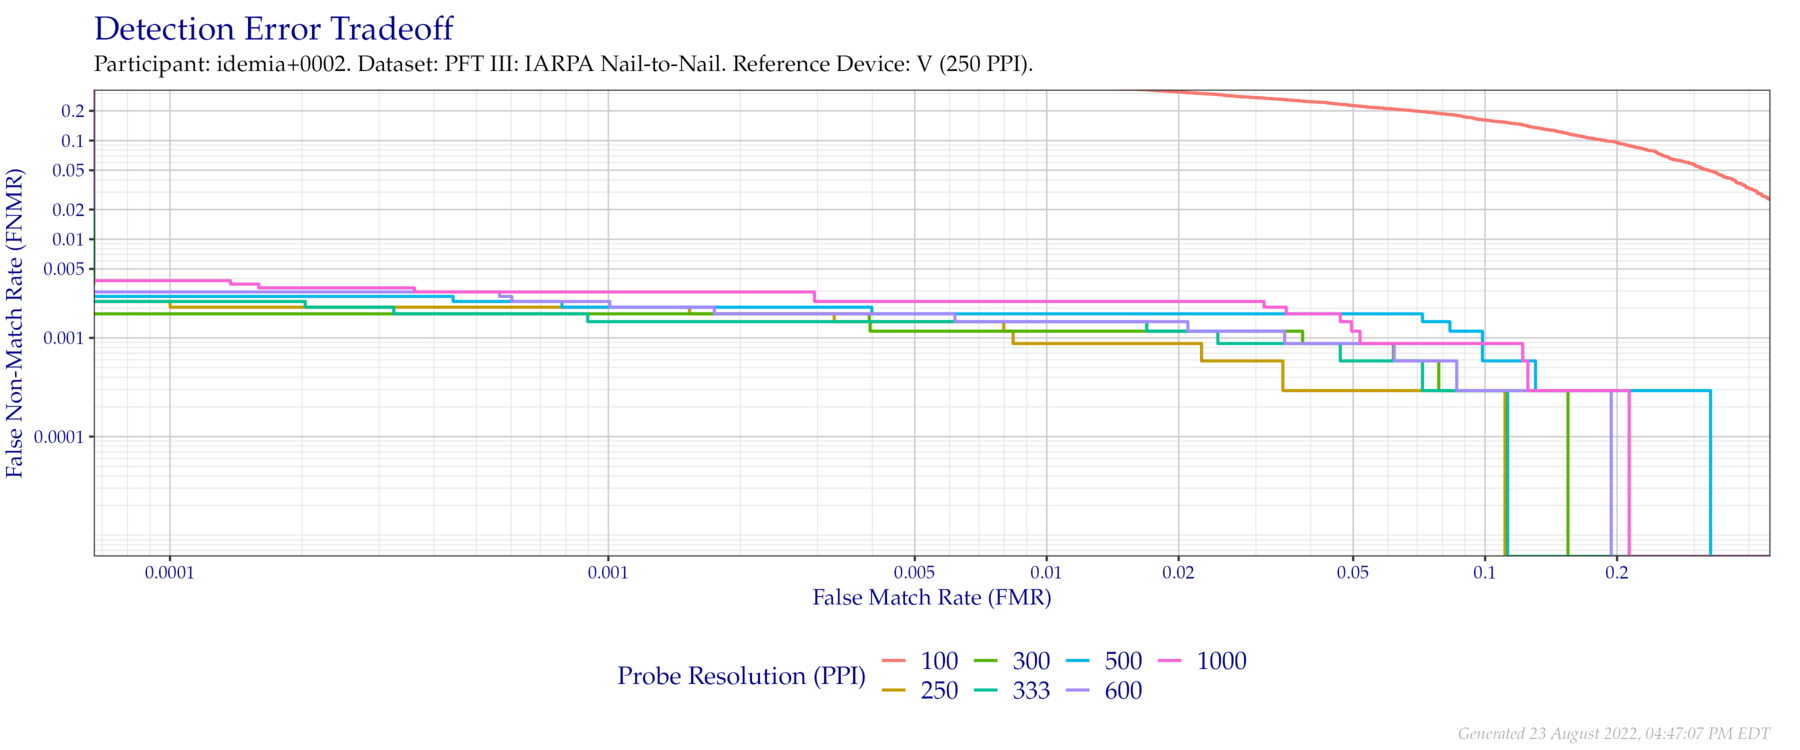 Detection Error Tradeoff
Participant: idemia+0002. Dataset: PFT III: IARPA Nail-to-Nail. Reference Device: V (250 PPI).
False Non-Match Rate (FNMR)
0.2
0.1
0.05
0.02
0.01
0.005
0.001
0.0001
0.0001 0.001 0.005 0.01 0.02 0.05 0.1 0.2
False Match Rate (FMR)
Probe Resolution (PPI)
100 300 500 1000
250 333 600
Generated 23 August 2022, 04:47:07 PM EDT